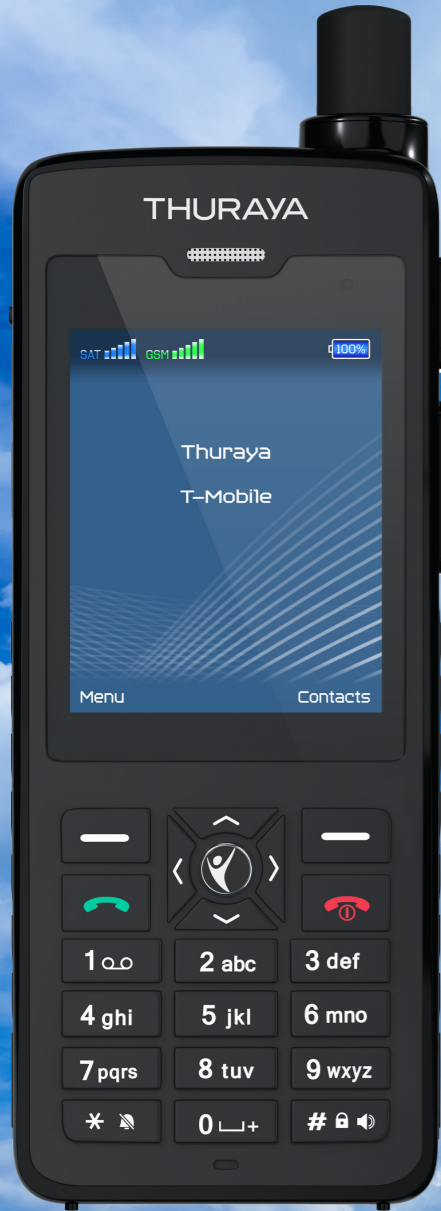 THURAYA
SAT GSM 100%
Thuraya
T-Mobile
Menu Contacts
1 2 abc 3 def
4 ghi 5 jkl 6 mno
7 pqrs 8 tuv 9 wxyz
* 0 + #